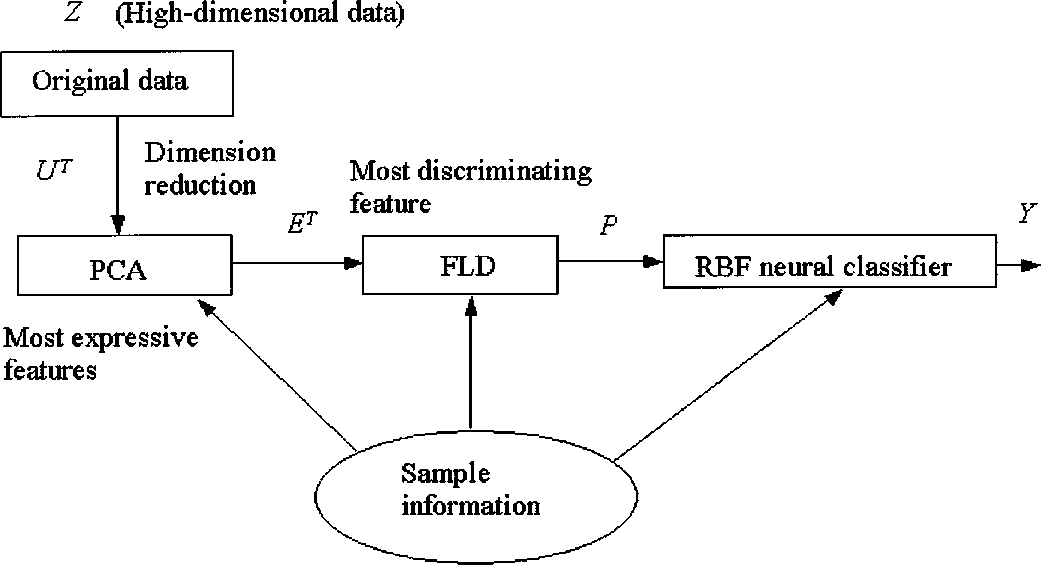 Z (High-dimensional data)
Original data
U^T
Dimension
reduction
Most discriminating
feature
E^T
P
Y
PCA
FLD
RBF neural classifier
Most expressive
features
Sample
information